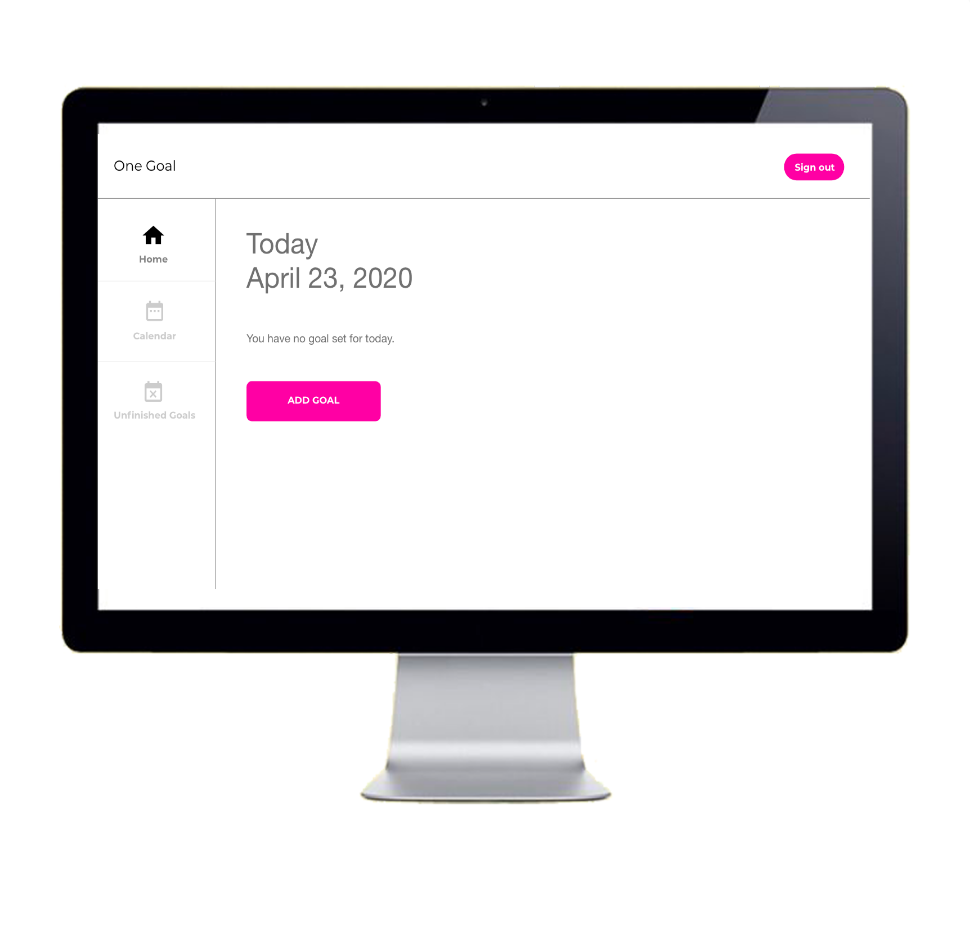 One Goal
Sign out
Home
Calendar
Unfinished Goals
Today
April 23, 2020
You have no goal set for today.
ADD GOAL